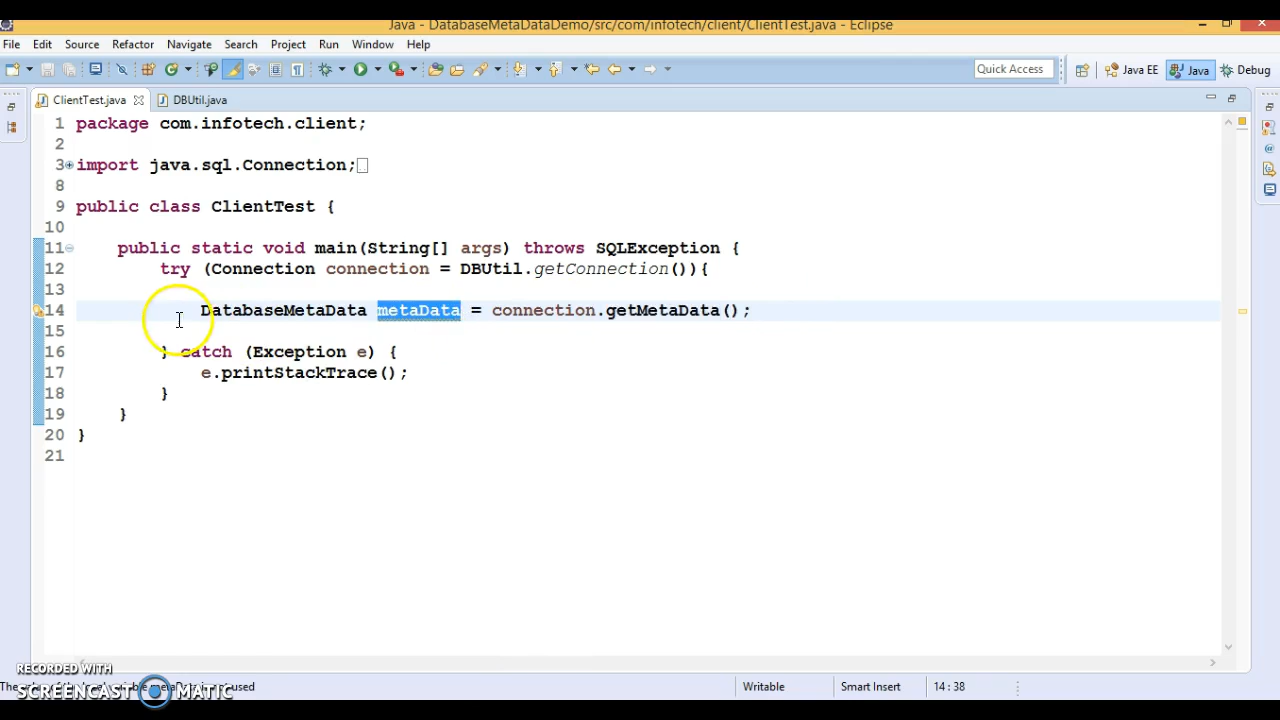 Java - DatabaseMetaDataDemo/src/com/infotech/client/ClientTest.java - Eclipse
File Edit Source Refactor Navigate Search Project Run Window Help
Quick Access Java EE Java Debug
ClientTest.java DBUtil.java
1 package com.infotech.client;
2
3 import java.sql.Connection;
8
9 public class ClientTest {
10
11 public static void main(String[] args) throws SQLException {
12 try (Connection connection = DBUtil.getConnection()){
13
14 DatabaseMetaData metaData = connection.getMetaData();
15
16 } catch (Exception e) {
17 e.printStackTrace();
18 }
19 }
20 }
21
RECORDED WITH
SCREENCAST MATIC
Writable Smart Insert 14 : 38